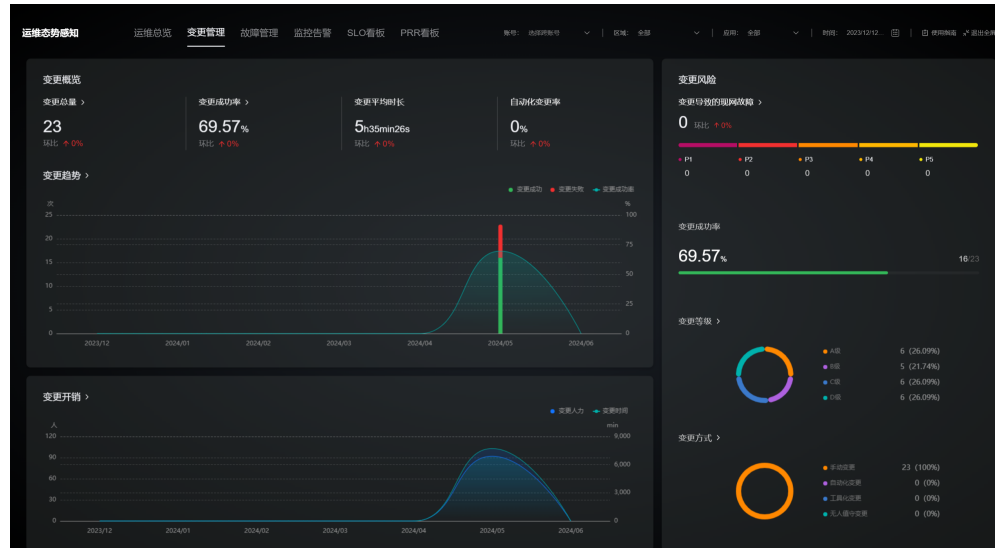 运维态势感知 运维总览 变更管理 故障管理 监控告警 SLO看板 PRR看板 账号: 选择跨账号 区域: 全部 应用: 全部 时间: 2023/12/12... 使用指南 退出全屏
变更概览
变更总量 >
23
环比 ↑ 0%
变更成功率 >
69.57%
环比 ↑ 0%
变更平均时长
5h35min26s
环比 ↑ 0%
自动化变更率
0%
环比 ↑ 0%
变更趋势 >
变更成功 变更失败 变更成功率
次 %
25 100
20
75
15
50
10
25
5
0 0
2023/12 2024/01 2024/02 2024/03 2024/04 2024/05 2024/06
变更开销 >
变更人力 变更时间
人 min
120 9,000
90
6,000
60
3,000
30
0 0
2023/12 2024/01 2024/02 2024/03 2024/04 2024/05 2024/06
变更风险
变更导致的现网故障 >
0 环比 ↑ 0%
P1 P2 P3 P4 P5
0 0 0 0 0
变更成功率
69.57% 16/23
变更等级 >
A级 6 (26.09%)
B级 5 (21.74%)
C级 6 (26.09%)
D级 6 (26.09%)
变更方式 >
手动变更 23 (100%)
自动化变更 0 (0%)
工具化变更 0 (0%)
无人值守变更 0 (0%)